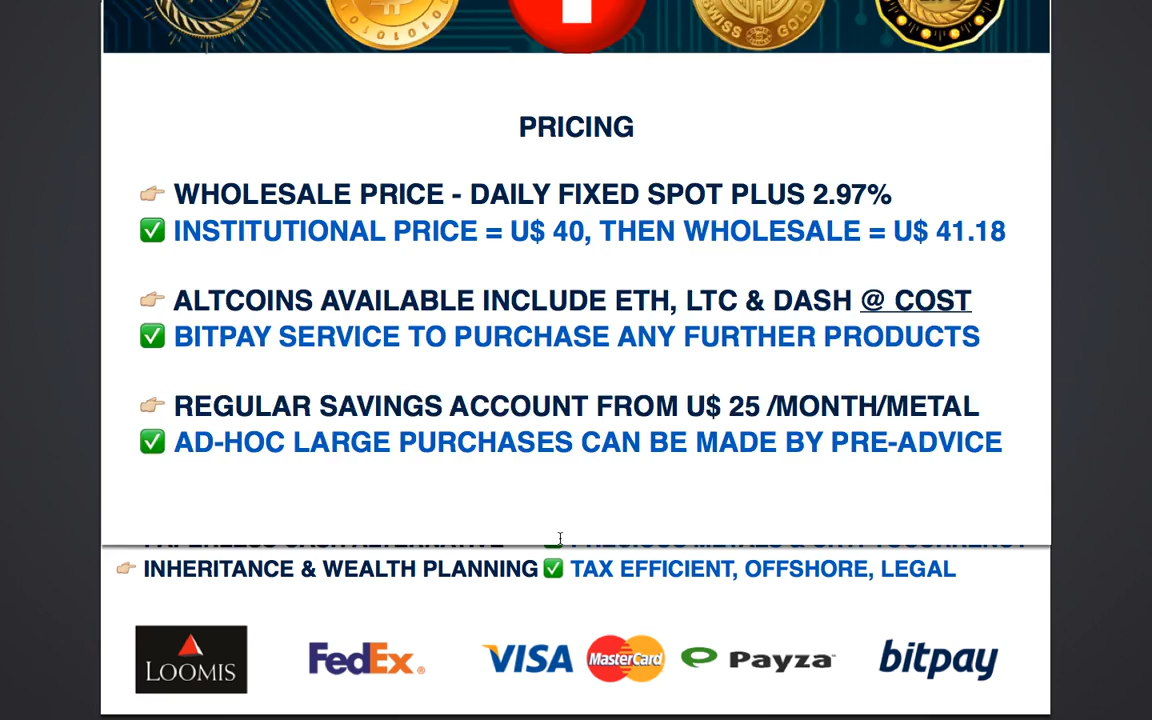 PRICING
WHOLESALE PRICE - DAILY FIXED SPOT PLUS 2.97%
INSTITUTIONAL PRICE = U$ 40, THEN WHOLESALE = U$ 41.18
ALTCOINS AVAILABLE INCLUDE ETH, LTC & DASH @ COST
BITPAY SERVICE TO PURCHASE ANY FURTHER PRODUCTS
REGULAR SAVINGS ACCOUNT FROM U$ 25 /MONTH/METAL
AD-HOC LARGE PURCHASES CAN BE MADE BY PRE-ADVICE
INHERITANCE & WEALTH PLANNING TAX EFFICIENT, OFFSHORE, LEGAL
LOOMIS FedEx® VISA MasterCard Payza™ bitpay